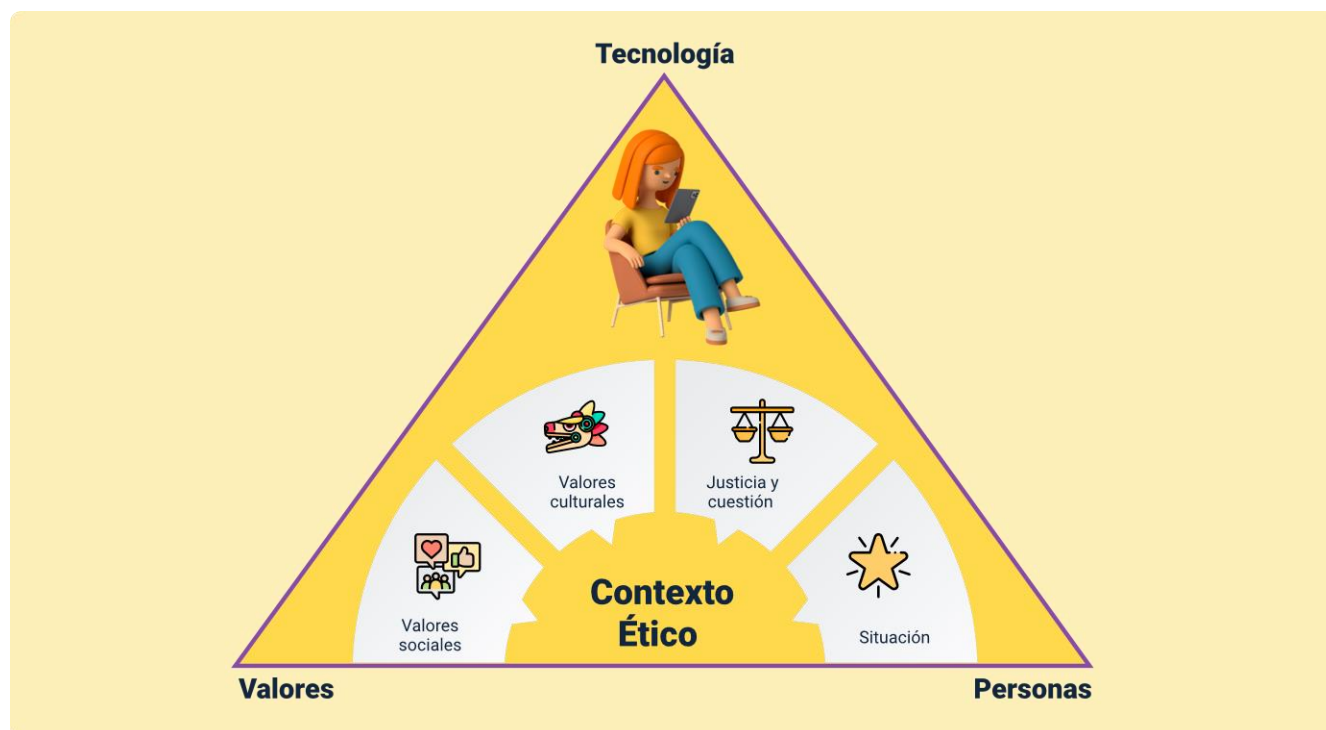 Tecnología
Valores
culturales
Justicia y
cuestión
Valores
sociales
Contexto
Ético
Situación
Valores
Personas